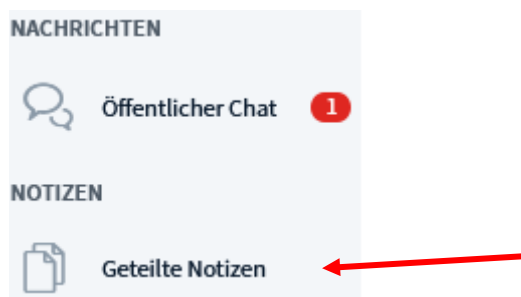 NACHRICHTEN
Öffentlicher Chat 1
NOTIZEN
Geteilte Notizen